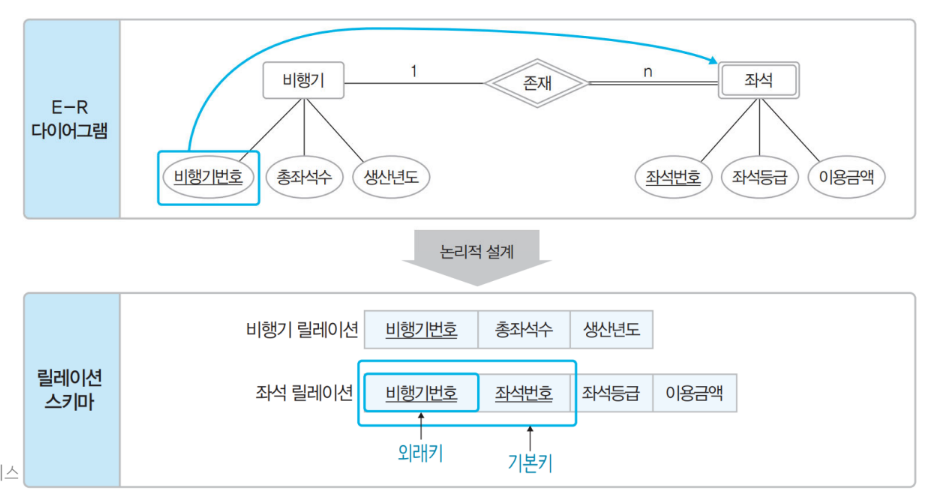 E-R
다이어그램
비행기
1
존재
n
좌석
비행기번호
총좌석수
생산년도
좌석번호
좌석등급
이용금액
논리적 설계
릴레이션
스키마
비행기 릴레이션
비행기번호
총좌석수
생산년도
좌석 릴레이션
비행기번호
좌석번호
좌석등급
이용금액
외래키
기본키